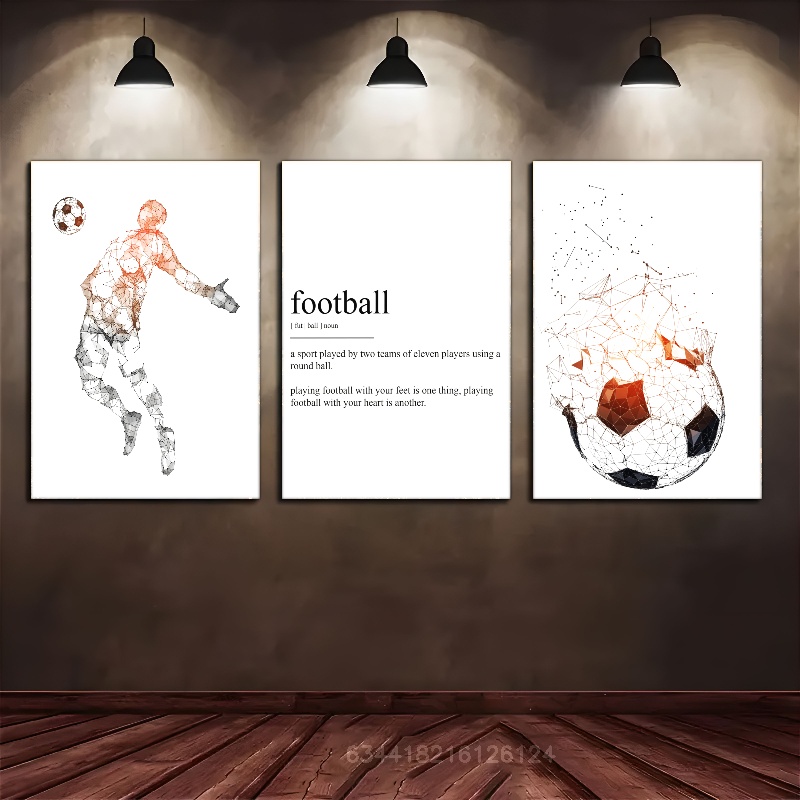 football
[ fut · ball ] noun
a sport played by two teams of eleven players using a
round ball.
playing football with your feet is one thing, playing
football with your heart is another.
634418216126124